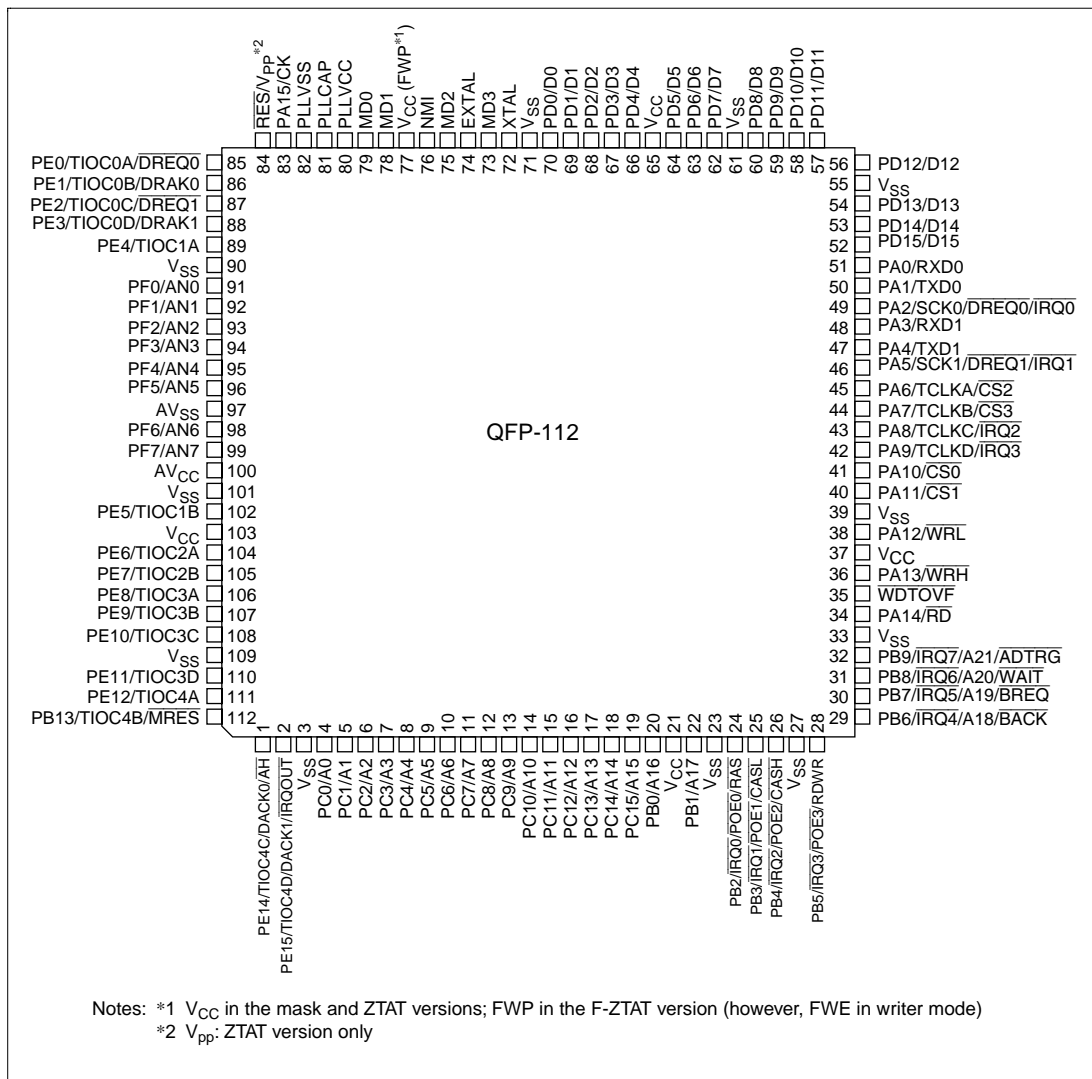 RES/VPP*2
PA15/CK
PLLVSS
PLLCAP
PLLVCC
MD0
MD1
VCC (FWP*1)
NMI
MD2
EXTAL
MD3
XTAL
VSS
PD0/D0
PD1/D1
PD2/D2
PD3/D3
PD4/D4
VCC
PD5/D5
PD6/D6
PD7/D7
VSS
PD8/D8
PD9/D9
PD10/D10
PD11/D11
84 83 82 81 80 79 78 77 76 75 74 73 72 71 70 69 68 67 66 65 64 63 62 61 60 59 58 57
PE0/TIOC0A/DREQ0 85
PE1/TIOC0B/DRAK0 86
PE2/TIOC0C/DREQ1 87
PE3/TIOC0D/DRAK1 88
PE4/TIOC1A 89
VSS 90
PF0/AN0 91
PF1/AN1 92
PF2/AN2 93
PF3/AN3 94
PF4/AN4 95
PF5/AN5 96
AVSS 97
PF6/AN6 98
PF7/AN7 99
AVCC 100
VSS 101
PE5/TIOC1B 102
VCC 103
PE6/TIOC2A 104
PE7/TIOC2B 105
PE8/TIOC3A 106
PE9/TIOC3B 107
PE10/TIOC3C 108
VSS 109
PE11/TIOC3D 110
PE12/TIOC4A 111
PB13/TIOC4B/MRES 112
QFP-112
56 PD12/D12
55 VSS
54 PD13/D13
53 PD14/D14
52 PD15/D15
51 PA0/RXD0
50 PA1/TXD0
49 PA2/SCK0/DREQ0/IRQ0
48 PA3/RXD1
47 PA4/TXD1
46 PA5/SCK1/DREQ1/IRQ1
45 PA6/TCLKA/CS2
44 PA7/TCLKB/CS3
43 PA8/TCLKC/IRQ2
42 PA9/TCLKD/IRQ3
41 PA10/CS0
40 PA11/CS1
39 VSS
38 PA12/WRL
37 VCC
36 PA13/WRH
35 WDTOVF
34 PA14/RD
33 VSS
32 PB9/IRQ7/A21/ADTRG
31 PB8/IRQ6/A20/WAIT
30 PB7/IRQ5/A19/BREQ
29 PB6/IRQ4/A18/BACK
1 2 3 4 5 6 7 8 9 10 11 12 13 14 15 16 17 18 19 20 21 22 23 24 25 26 27 28
PE14/TIOC4C/DACK0/AH
PE15/TIOC4D/DACK1/IRQOUT
VSS
PC0/A0
PC1/A1
PC2/A2
PC3/A3
PC4/A4
PC5/A5
PC6/A6
PC7/A7
PC8/A8
PC9/A9
PC10/A10
PC11/A11
PC12/A12
PC13/A13
PC14/A14
PC15/A15
PB0/A16
VCC
PB1/A17
VSS
PB2/IRQ0/POE0/RAS
PB3/IRQ1/POE1/CASL
PB4/IRQ2/POE2/CASH
VSS
PB5/IRQ3/POE3/RDWR
Notes: *1 VCC in the mask and ZTAT versions; FWP in the F-ZTAT version (however, FWE in writer mode)
*2 Vpp: ZTAT version only